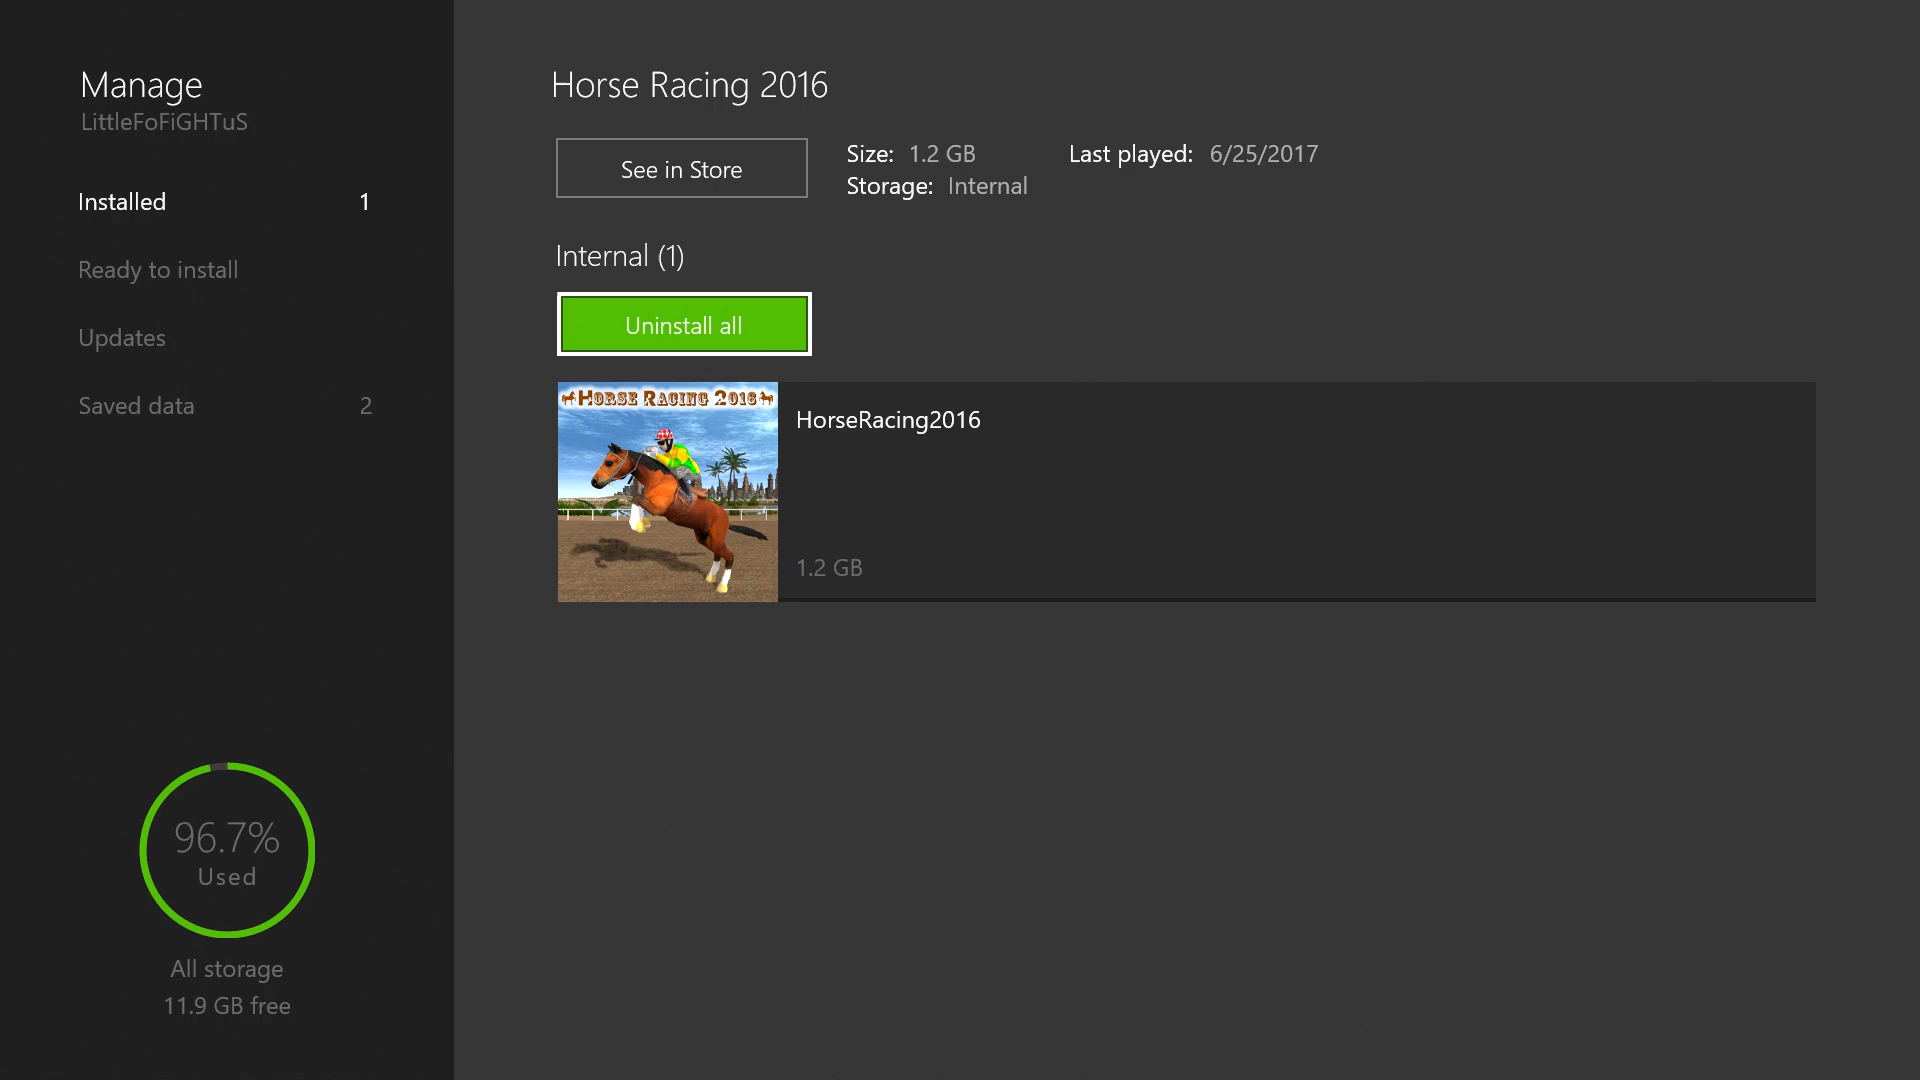 Manage
LittleFoFiGHTuS
Installed 1
Ready to install
Updates
Saved data 2
96.7%
Used
All storage
11.9 GB free
Horse Racing 2016
See in Store
Size: 1.2 GB
Storage: Internal
Last played: 6/25/2017
Internal (1)
Uninstall all
HORSE RACING 2016
HorseRacing2016
1.2 GB